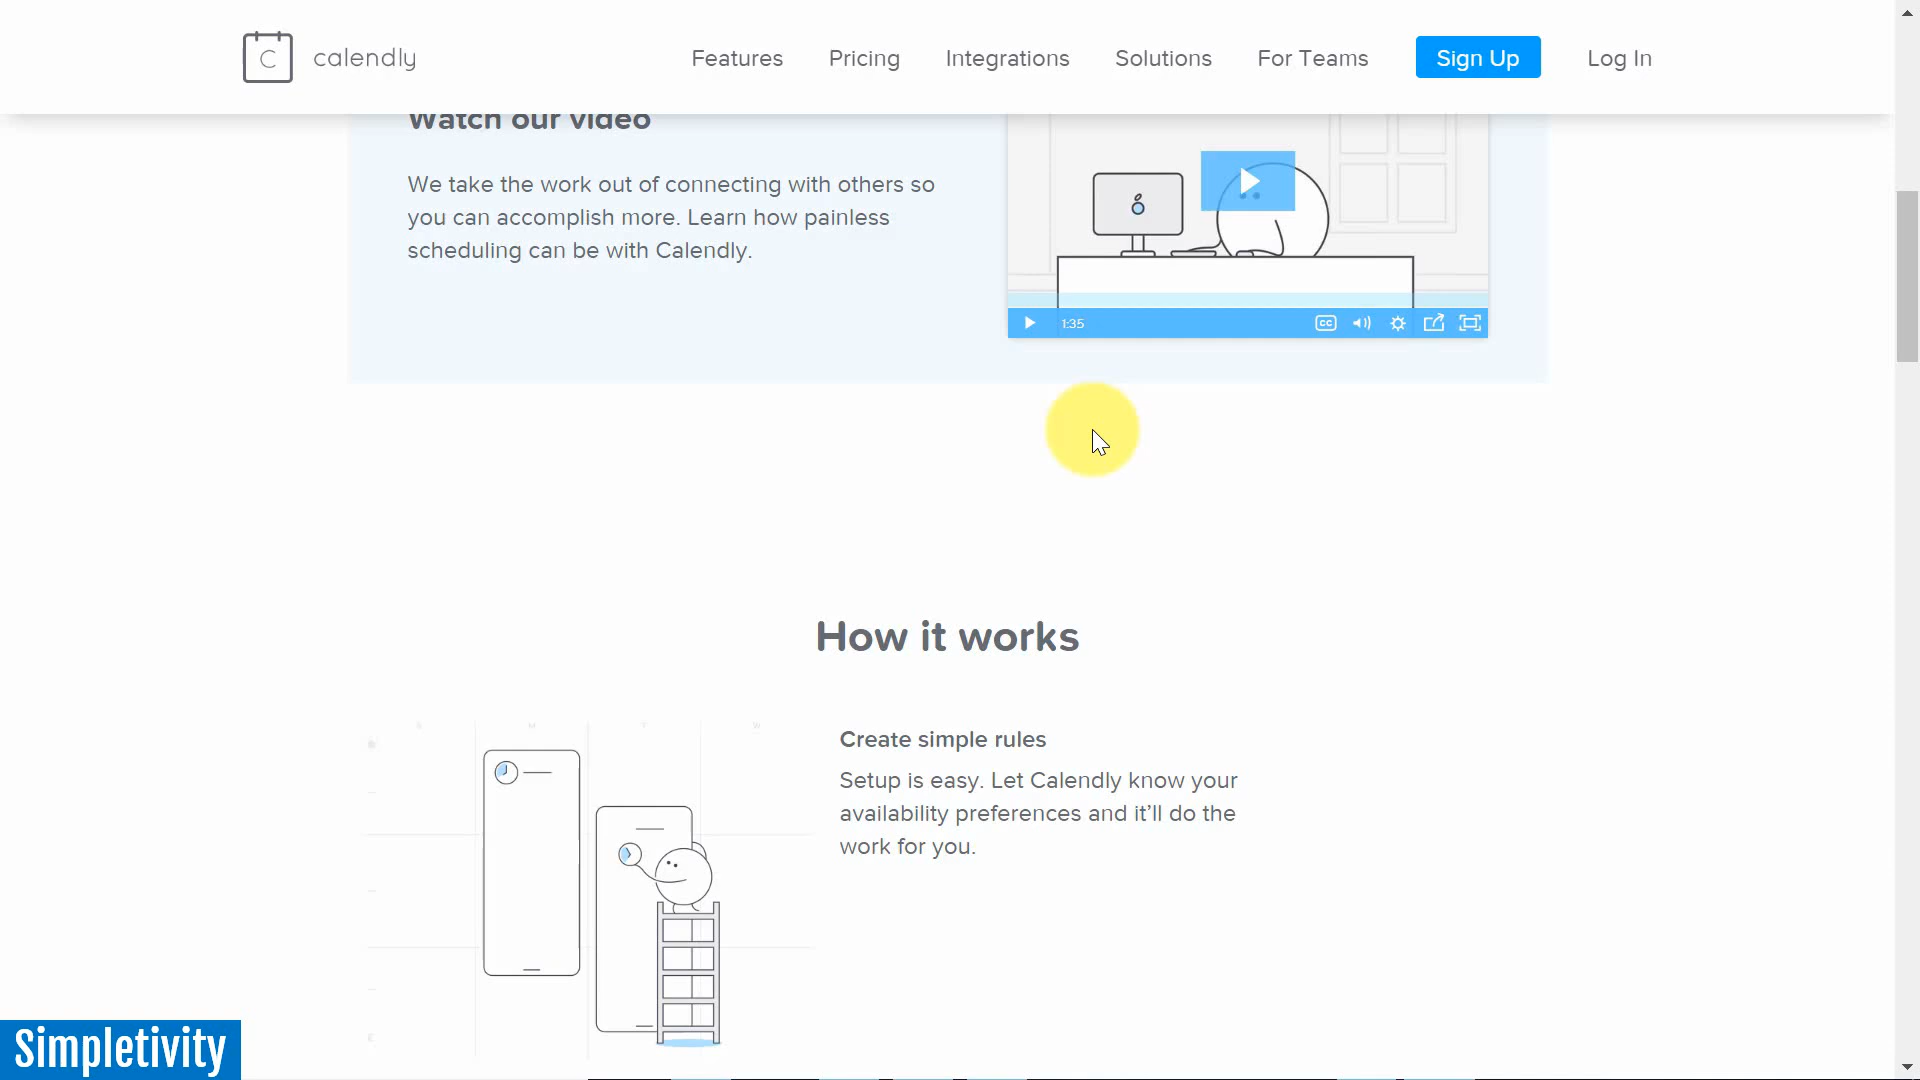 C calendly
Features
Pricing
Integrations
Solutions
For Teams
Sign Up
Log In
Watch our video
We take the work out of connecting with others so
you can accomplish more. Learn how painless
scheduling can be with Calendly.
1:35
CC
How it works
M
T
W
Create simple rules
Setup is easy. Let Calendly know your
availability preferences and it’ll do the
work for you.
Simpletivity